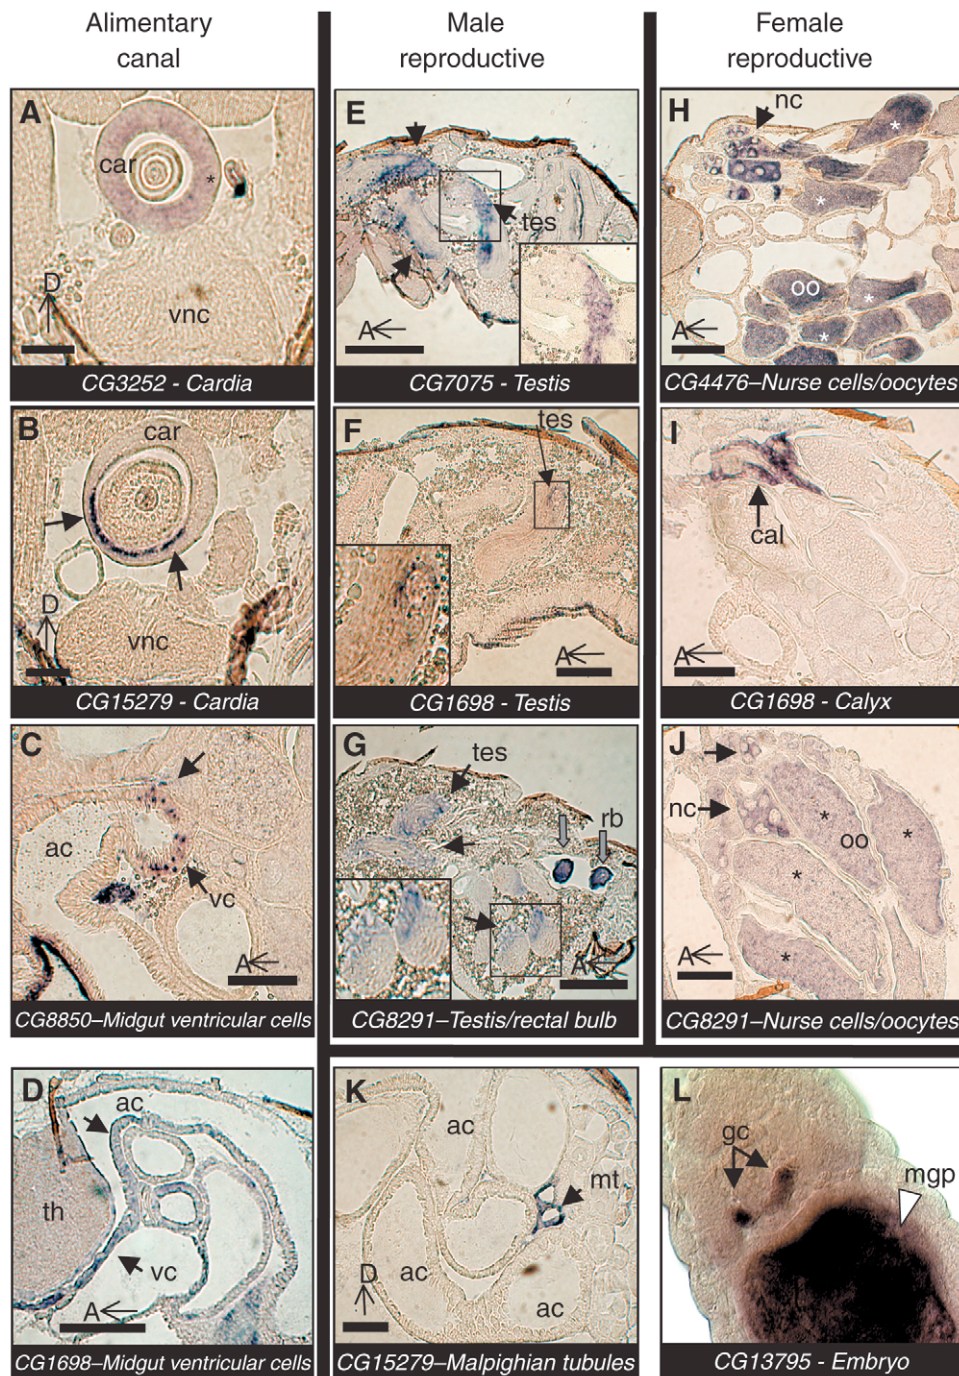 Alimentary
canal
Male
reproductive
Female
reproductive
A
car
*
D
vnc
CG3252 - Cardia
E
tes
A
CG7075 - Testis
H
nc
*
*
oo
*
*
A
CG4476–Nurse cells/oocytes
B
car
D
vnc
CG15279 - Cardia
F
tes
A
CG1698 - Testis
I
cal
A
CG1698 - Calyx
C
ac
vc
A
CG8850–Midgut ventricular cells
G
tes
rb
A
CG8291–Testis/rectal bulb
J
nc
*
oo
*
*
*
A
CG8291–Nurse cells/oocytes
D
ac
th
vc
A
CG1698–Midgut ventricular cells
K
ac
mt
D
ac
ac
CG15279–Malpighian tubules
L
gc
mgp
CG13795 - Embryo